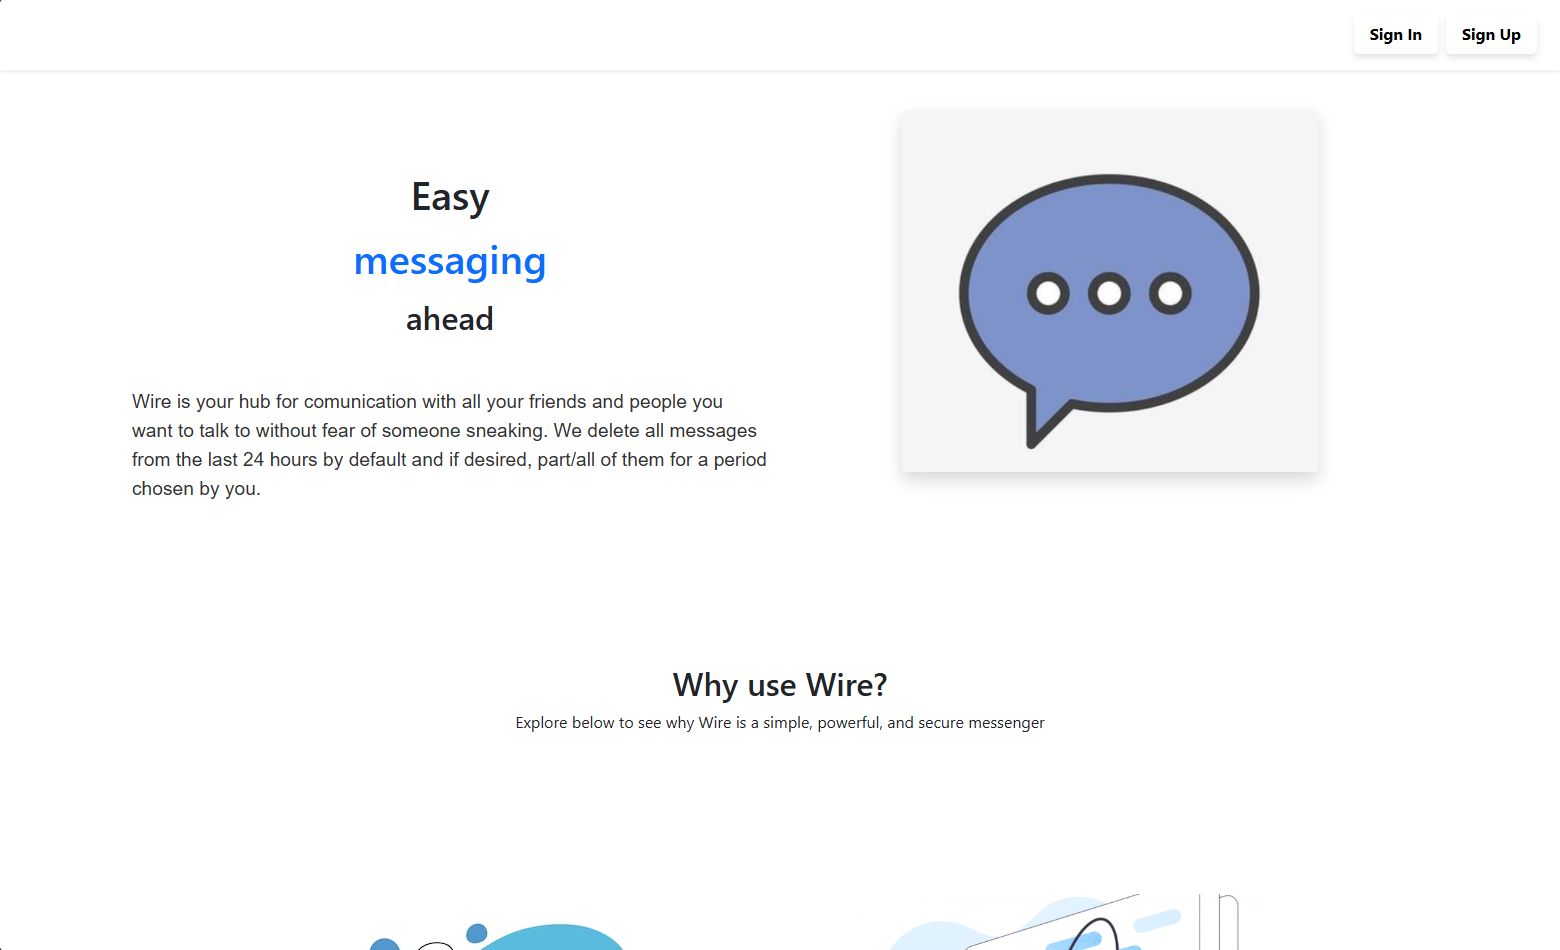 Sign In
Sign Up
Easy
messaging
ahead
Wire is your hub for comunication with all your friends and people you
want to talk to without fear of someone sneaking. We delete all messages
from the last 24 hours by default and if desired, part/all of them for a period
chosen by you.
Why use Wire?
Explore below to see why Wire is a simple, powerful, and secure messenger